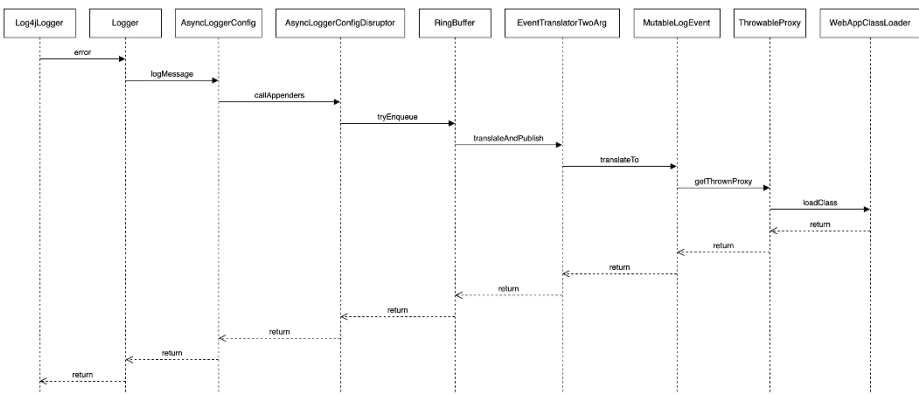 Log4jLogger Logger AsyncLoggerConfig AsyncLoggerConfigDisruptor RingBuffer EventTranslatorTwoArg MutableLogEvent ThrowableProxy WebAppClassLoader
error
logMessage
callAppenders
tryEnqueue
translateAndPublish
translateTo
getThrownProxy
loadClass
return
return
return
return
return
return
return
return